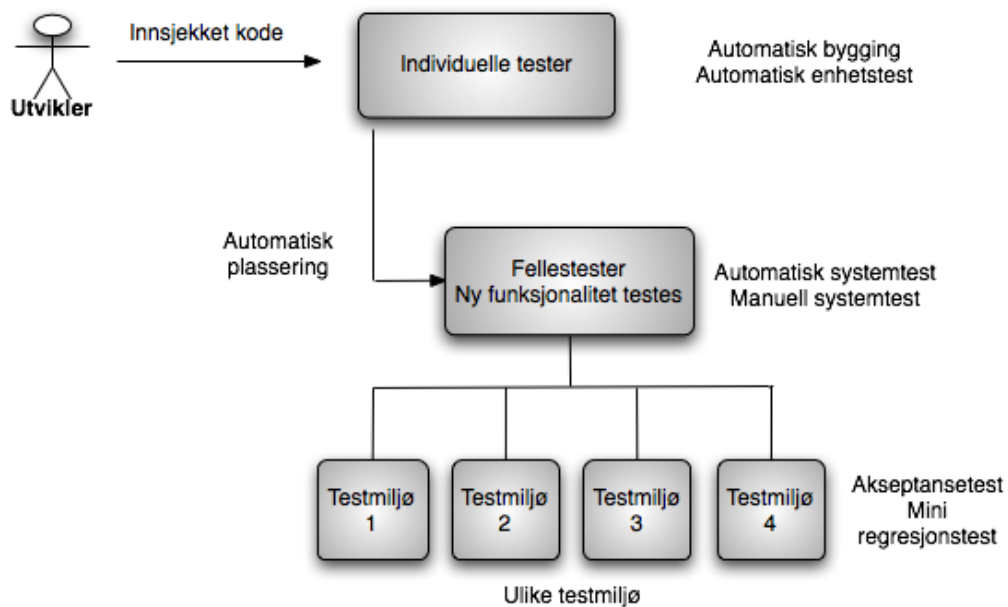 Innsjekket kode
Utvikler
Individuelle tester
Automatisk bygging
Automatisk enhetstest
Automatisk
plassering
Fellestester
Ny funksjonalitet testes
Automatisk systemtest
Manuell systemtest
Testmiljø
1
Testmiljø
2
Testmiljø
3
Testmiljø
4
Akseptansetest
Mini
regresjonstest
Ulike testmiljø